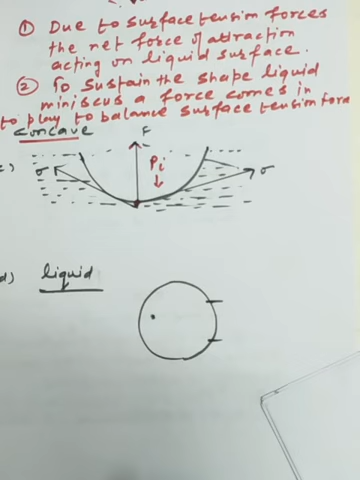 ① Due to surface tension forces
the net force of attraction
acting on liquid surface.
② To sustain the shape liquid
miniscus a force comes in
to play to balance surface tension force
concave
c)
F
σ
Pi
σ
d) liquid